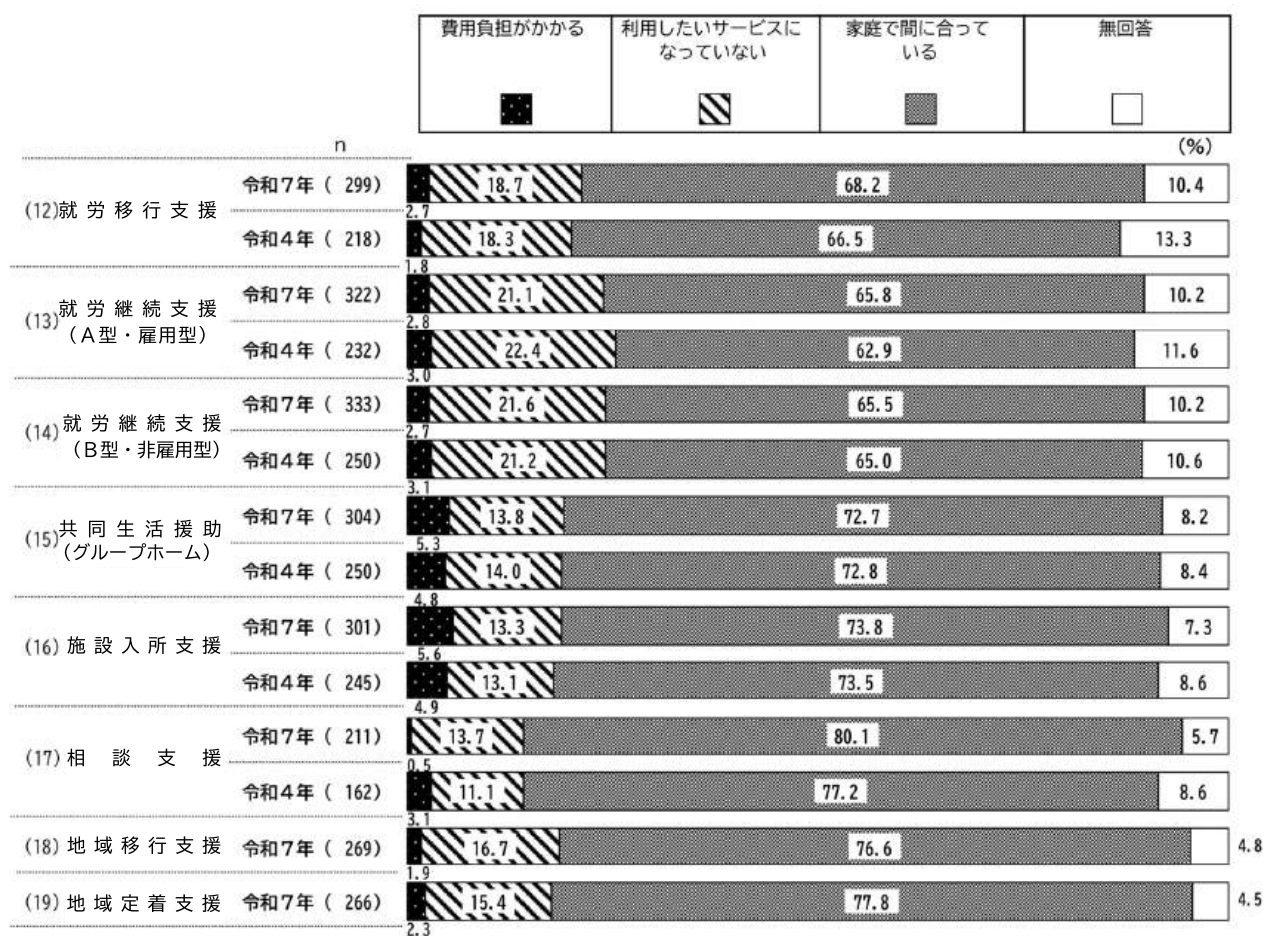 費用負担がかかる
利用したいサービスに
なっていない
家庭で間に合って
いる
無回答
n
(%)
(12)就労移行支援
令和7年( 299)
2.7
18.7
68.2
10.4
令和4年( 218)
1.8
18.3
66.5
13.3
(13)就労継続支援
(A型・雇用型)
令和7年( 322)
2.8
21.1
65.8
10.2
令和4年( 232)
3.0
22.4
62.9
11.6
(14)就労継続支援
(B型・非雇用型)
令和7年( 333)
2.7
21.6
65.5
10.2
令和4年( 250)
3.1
21.2
65.0
10.6
(15)共同生活援助
(グループホーム)
令和7年( 304)
5.3
13.8
72.7
8.2
令和4年( 250)
4.8
14.0
72.8
8.4
(16)施設入所支援
令和7年( 301)
5.6
13.3
73.8
7.3
令和4年( 245)
4.9
13.1
73.5
8.6
(17)相談支援
令和7年( 211)
0.5
13.7
80.1
5.7
令和4年( 162)
3.1
11.1
77.2
8.6
(18)地域移行支援
令和7年( 269)
1.9
16.7
76.6
4.8
(19)地域定着支援
令和7年( 266)
2.3
15.4
77.8
4.5